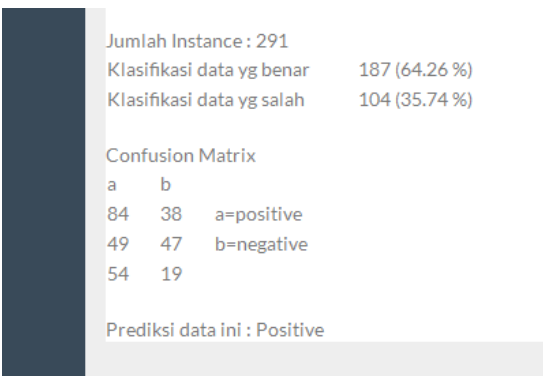 Jumlah Instance : 291
Klasifikasi data yg benar 187 (64.26 %)
Klasifikasi data yg salah 104 (35.74 %)
Confusion Matrix
a b
84 38 a=positive
49 47 b=negative
54 19
Prediksi data ini : Positive